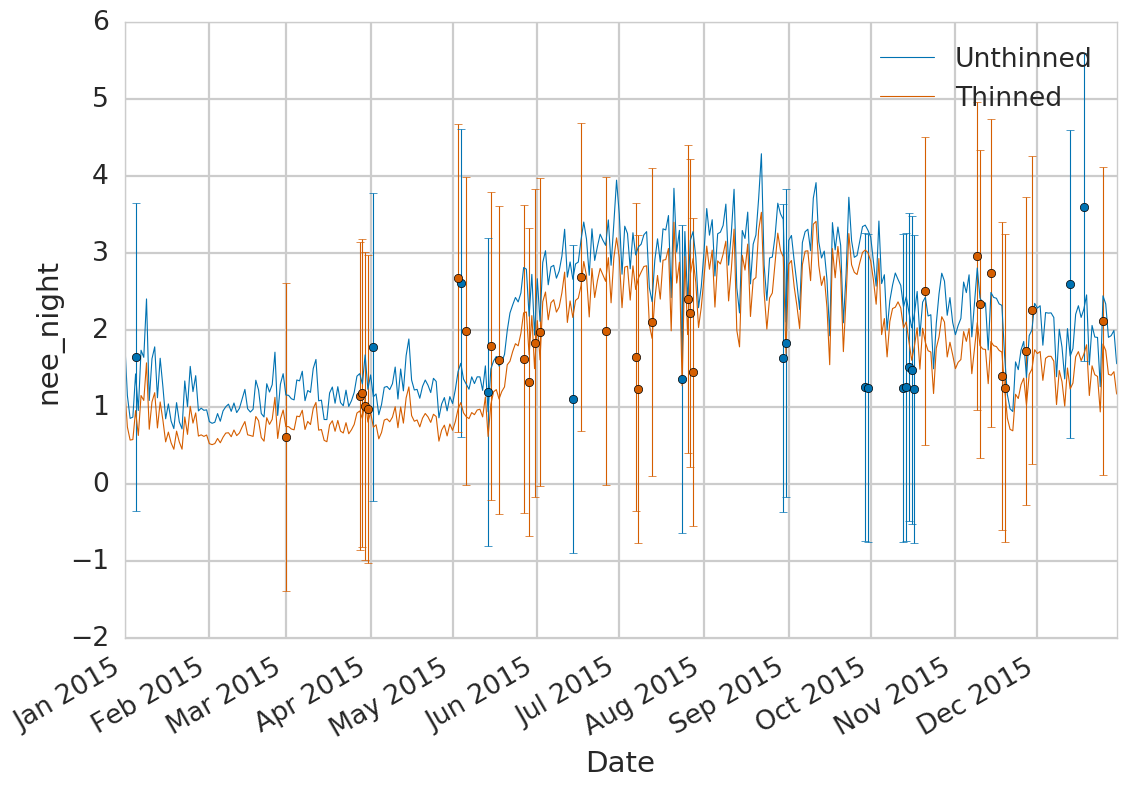 6
5
4
3
2
1
0
−1
−2
nee_night
Unthinned
Thinned
Jan 2015
Feb 2015
Mar 2015
Apr 2015
May 2015
Jun 2015
Jul 2015
Aug 2015
Sep 2015
Oct 2015
Nov 2015
Dec 2015
Date